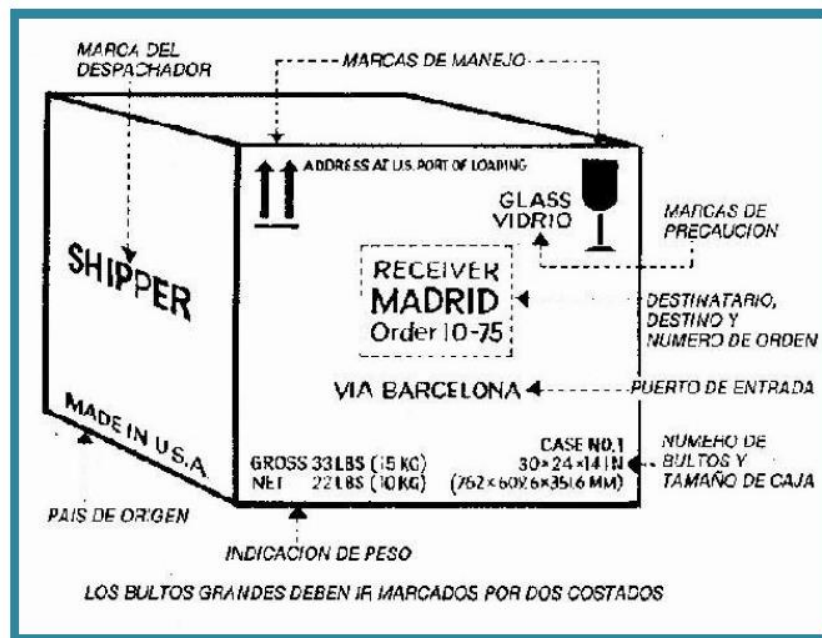 MARCA DEL
DESPACHADOR
MARCAS DE MANEJO
ADDRESS AT U.S. PORT OF LOADING
GLASS
VIDRIO
MARCAS DE
PRECAUCION
SHIPPER
RECEIVER
MADRID
Order 10-75
DESTINATARIO,
DESTINO Y
NUMERO DE ORDEN
VIA BARCELONA
PUERTO DE ENTRADA
MADE IN U.S.A.
CASE NO.1
GROSS 33 LBS (15 KG)
30×24×14 IN
NET 22 LBS (10 KG)
(762×609.6×351.6 MM)
NUMERO DE
BULTOS Y
TAMAÑO DE CAJA
PAIS DE ORIGEN
INDICACION DE PESO
LOS BULTOS GRANDES DEBEN IR MARCADOS POR DOS COSTADOS